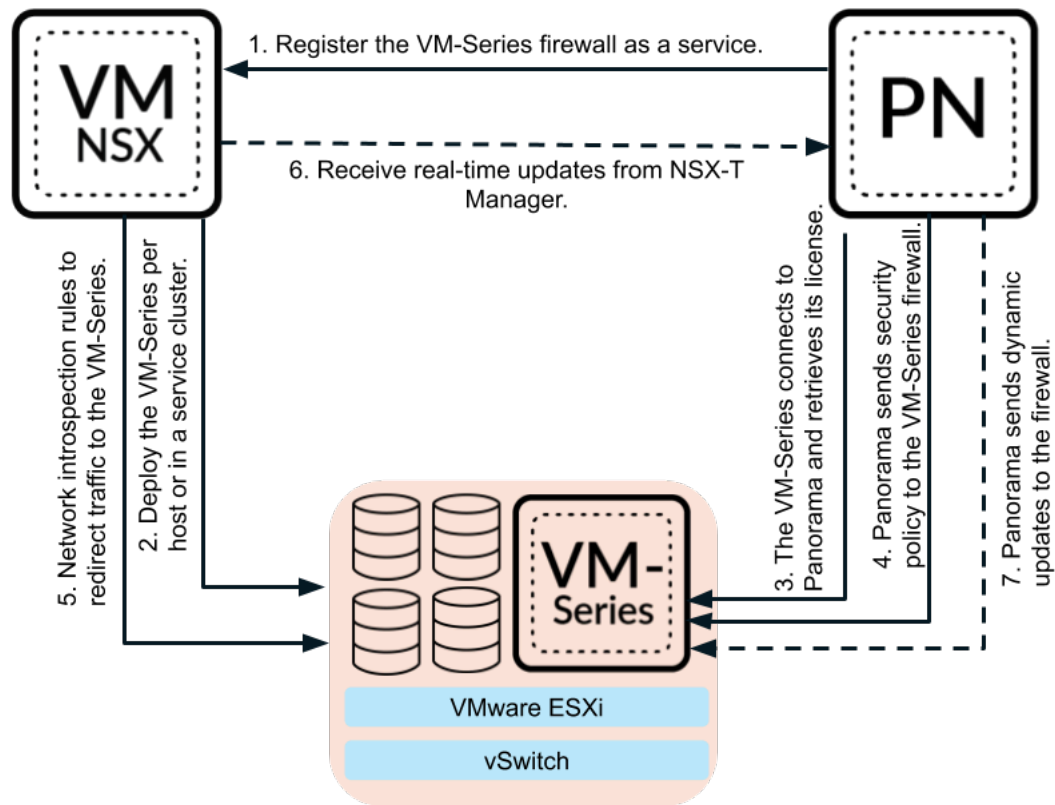 VM
NSX
1. Register the VM-Series firewall as a service.
PN
6. Receive real-time updates from NSX-T
Manager.
5. Network introspection rules to
redirect traffic to the VM-Series.
2. Deploy the VM-Series per
host or in a service cluster.
3. The VM-Series connects to
Panorama and retrieves its license.
4. Panorama sends security
policy to the VM-Series firewall.
7. Panorama sends dynamic
updates to the firewall.
VM-
Series
VMware ESXi
vSwitch